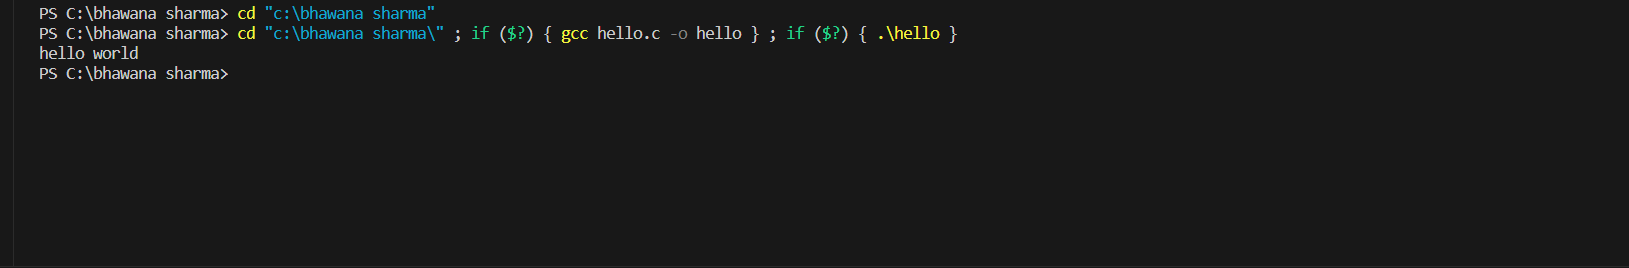 PS C:\bhawana sharma> cd "c:\bhawana sharma"
PS C:\bhawana sharma> cd "c:\bhawana sharma\" ; if ($?) { gcc hello.c -o hello } ; if ($?) { .\hello }
hello world
PS C:\bhawana sharma>